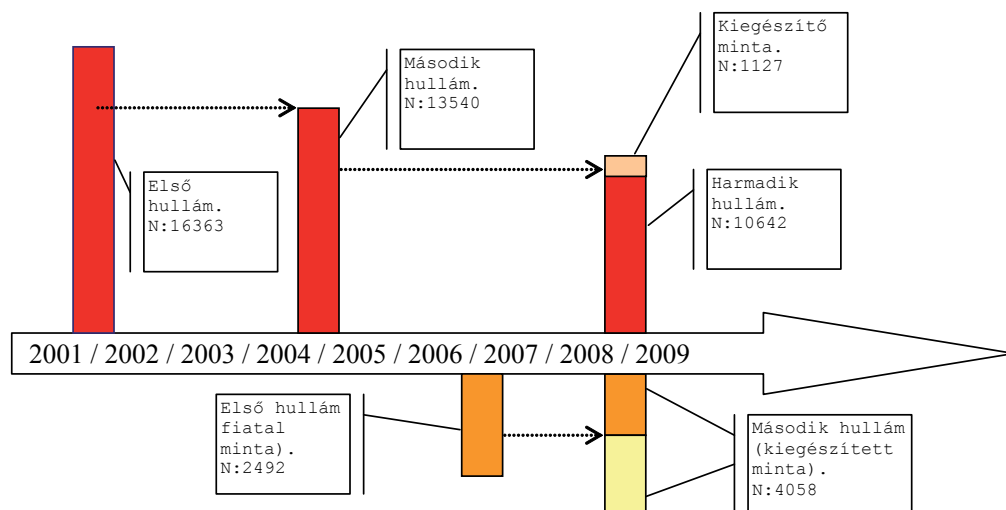 Kiegészítő
minta.
N:1127
Második
hullám.
N:13540
Első
hullám.
N:16363
Harmadik
hullám.
N:10642
2001 / 2002 / 2003 / 2004 / 2005 / 2006 / 2007 / 2008 / 2009
Első hullám
fiatal
minta).
N:2492
Második hullám
(kiegészített
minta).
N:4058